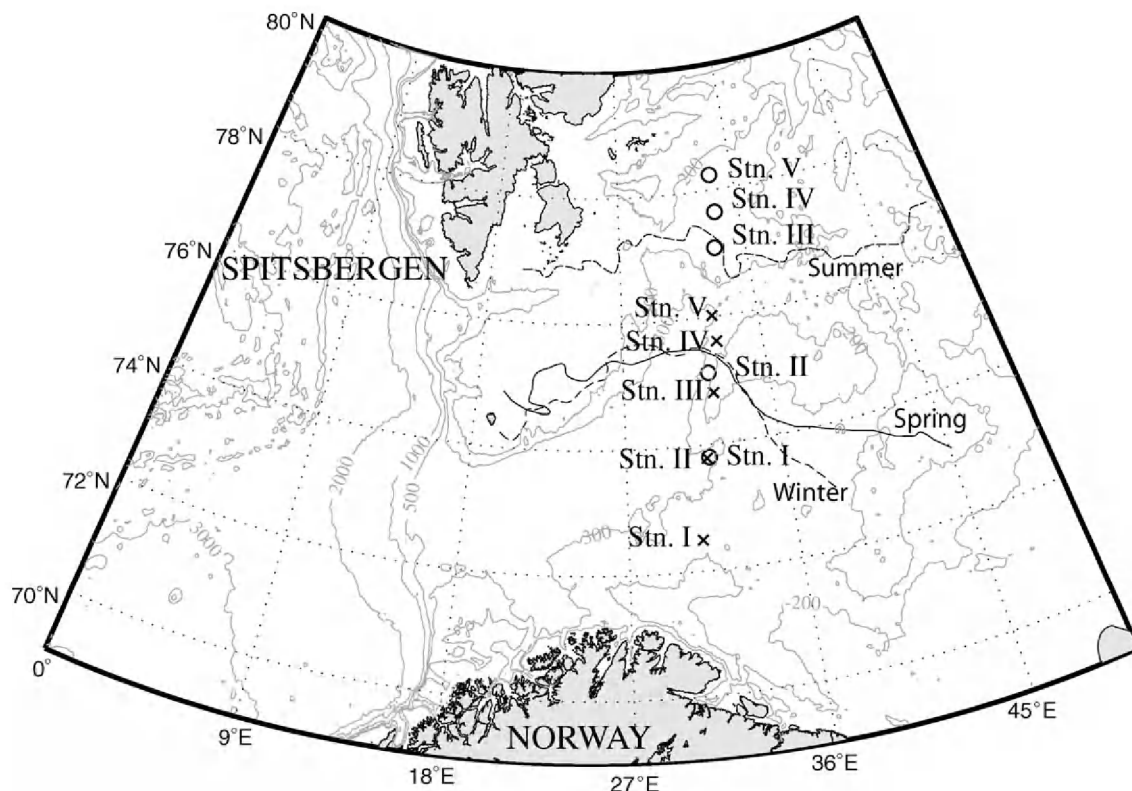 80°N
78°N
76°N
74°N
72°N
70°N
0°
9°E
18°E
27°E
36°E
45°E
SPITSBERGEN
NORWAY
Stn. V
Stn. IV
Stn. III
Summer
Stn. V
Stn. IV
Stn. II
Stn. III
Spring
Stn. II
Stn. I
Winter
Stn. I
300
200
2000
1000
500
3000
300